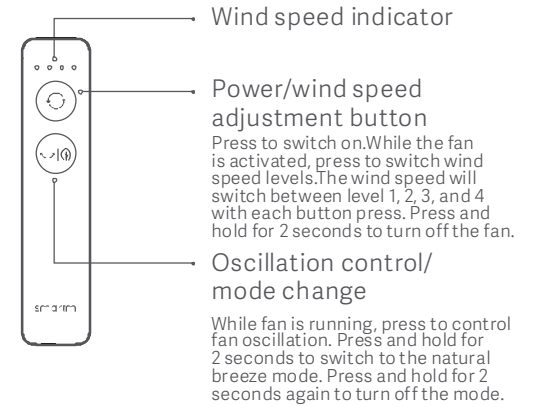 Wind speed indicator
Power/wind speed
adjustment button
Press to switch on.While the fan
is activated, press to switch wind
speed levels.The wind speed will
switch between level 1, 2, 3, and 4
with each button press. Press and
hold for 2 seconds to turn off the fan.
Oscillation control/
mode change
While fan is running, press to control
fan oscillation. Press and hold for
2 seconds to switch to the natural
breeze mode. Press and hold for 2
seconds again to turn off the mode.